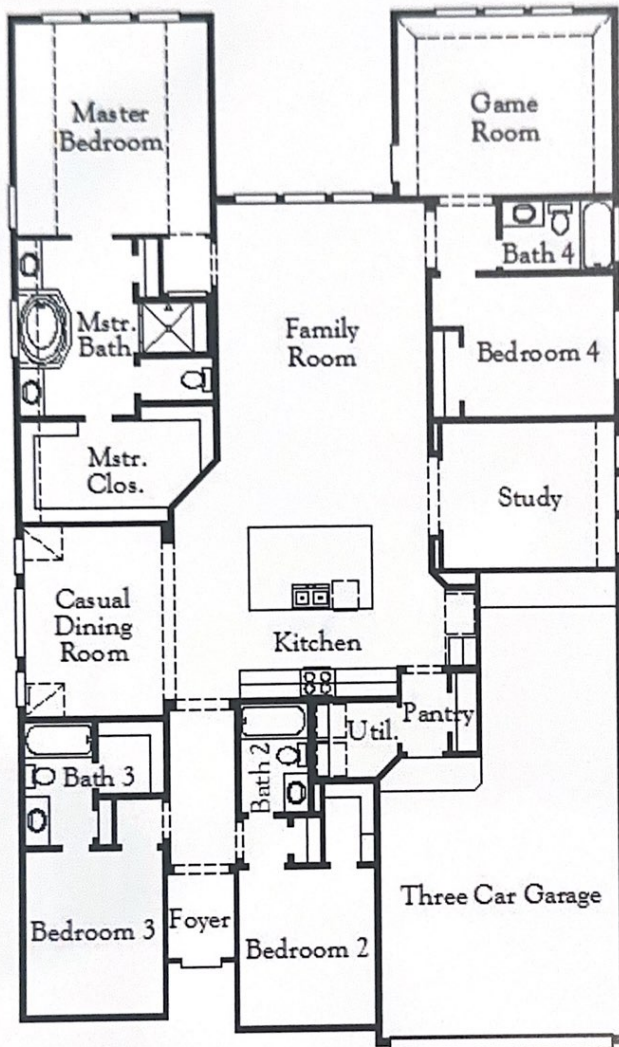 Master
Bedroom
Game
Room
Bath 4
Mstr.
Bath
Family
Room
Bedroom 4
Mstr.
Clos.
Study
Casual
Dining
Room
Kitchen
Util.
Pantry
Bath 3
Bath 2
Three Car Garage
Bedroom 3
Foyer
Bedroom 2